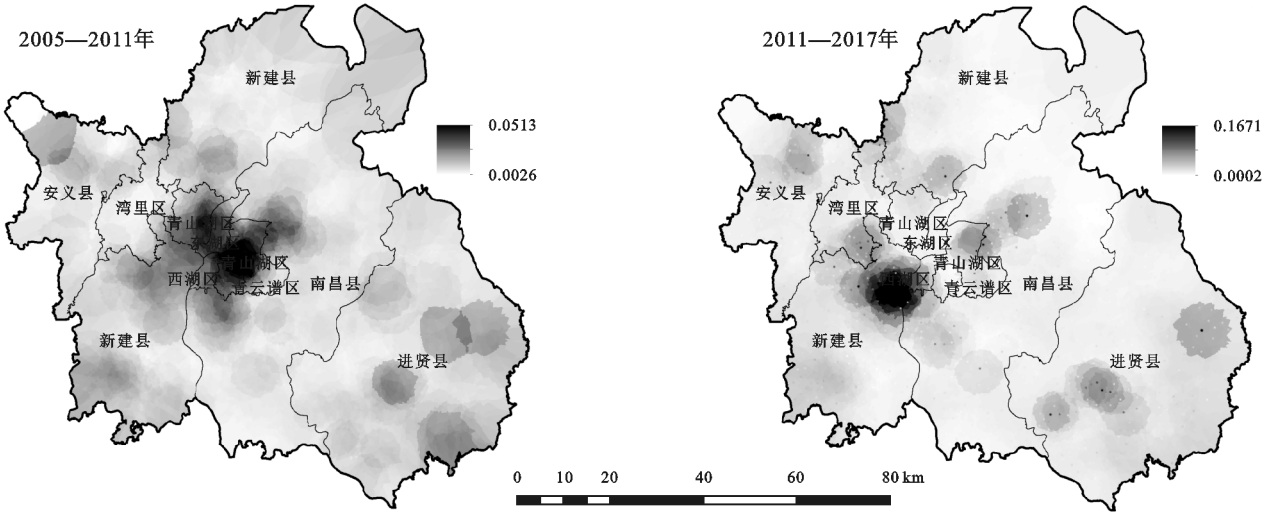 2005—2011年
新建县
0.0513
0.0026
安义县
湾里区
青山湖区
东湖区
青山湖区
西湖区
青云谱区
南昌县
新建县
进贤县
2011—2017年
新建县
0.1671
0.0002
安义县
湾里区
青山湖区
东湖区
青山湖区
西湖区
青云谱区
南昌县
新建县
进贤县
0 10 20 40 60 80 km